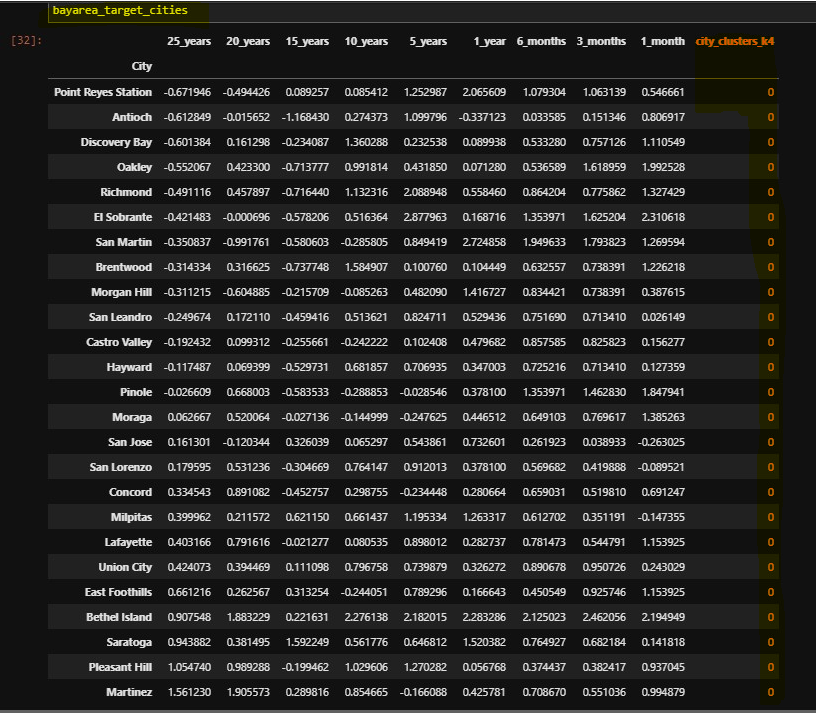 bayarea_target_cities
[32]:
25_years 20_years 15_years 10_years 5_years 1_year 6_months 3_months 1_month city_clusters_k4
City
Point Reyes Station -0.671946 -0.494426 0.089257 0.085412 1.252987 2.065609 1.079304 1.063139 0.546661 0
Antioch -0.612849 -0.015652 -1.168430 0.274373 1.099796 -0.337123 0.033585 0.151346 0.806917 0
Discovery Bay -0.601384 0.161298 -0.234087 1.360288 0.232538 0.089938 0.533280 0.757126 1.110549 0
Oakley -0.552067 0.423300 -0.713777 0.991814 0.431850 0.071280 0.536589 1.618959 1.992528 0
Richmond -0.491116 0.457897 -0.716440 1.132316 2.088948 0.558460 0.864204 0.775862 1.327429 0
El Sobrante -0.421483 -0.000696 -0.578206 0.516364 2.877963 0.168716 1.353971 1.625204 2.310618 0
San Martin -0.350837 -0.991761 -0.580603 -0.285805 0.849419 2.724858 1.949633 1.793823 1.269594 0
Brentwood -0.314334 0.316625 -0.737748 1.584907 0.100760 0.104449 0.632557 0.738391 1.226218 0
Morgan Hill -0.311215 -0.604885 -0.215709 -0.085263 0.482090 1.416727 0.834421 0.738391 0.387615 0
San Leandro -0.249674 0.172110 -0.459416 0.513621 0.824711 0.529436 0.751690 0.713410 0.026149 0
Castro Valley -0.192432 0.099312 -0.255661 -0.242222 0.102408 0.479682 0.857585 0.825823 0.156277 0
Hayward -0.117487 0.069399 -0.529731 0.681857 0.706935 0.347003 0.725216 0.713410 0.127359 0
Pinole -0.026609 0.668003 -0.583533 -0.288853 -0.028546 0.378100 1.353971 1.462830 1.847941 0
Moraga 0.062667 0.520064 -0.027136 -0.144999 -0.247625 0.446512 0.649103 0.769617 1.385263 0
San Jose 0.161301 -0.120344 0.326039 0.065297 0.543861 0.732601 0.261923 0.038933 -0.263025 0
San Lorenzo 0.179595 0.531236 -0.304669 0.764147 0.912013 0.378100 0.569682 0.419888 -0.089521 0
Concord 0.334543 0.891082 -0.452757 0.298755 -0.234448 0.280664 0.659031 0.519810 0.691247 0
Milpitas 0.399962 0.211572 0.621150 0.661437 1.195334 1.263317 0.612702 0.351191 -0.147355 0
Lafayette 0.403166 0.791616 -0.021277 0.080535 0.898012 0.282737 0.781473 0.544791 1.153925 0
Union City 0.424073 0.394469 0.111098 0.796758 0.739879 0.326272 0.890678 0.950726 0.243029 0
East Foothills 0.661216 0.262567 0.313254 -0.244051 0.789296 0.166643 0.450549 0.925746 1.153925 0
Bethel Island 0.907548 1.883229 0.221631 2.276138 2.182015 2.283286 2.125023 2.462056 2.194949 0
Saratoga 0.943882 0.381495 1.592249 0.561776 0.646812 1.520382 0.764927 0.682184 0.141818 0
Pleasant Hill 1.054740 0.989288 -0.199462 1.029606 1.270282 0.056768 0.374437 0.382417 0.937045 0
Martinez 1.561230 1.905573 0.289816 0.854665 -0.166088 0.425781 0.708670 0.551036 0.994879 0